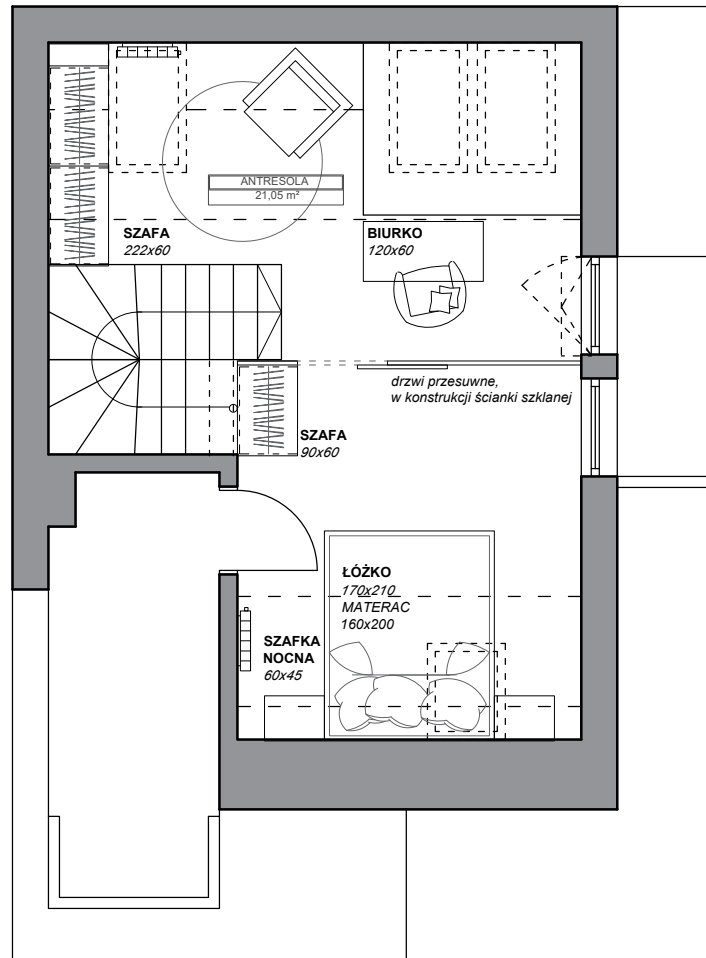 ANTRESOLA
21,05 m²
SZAFA
222x60
BIURKO
120x60
drzwi przesuwne,
w konstrukcji ścianki szklanej
SZAFA
90x60
ŁÓŻKO
170x210
MATERAC
160x200
SZAFKA
NOCNA
60x45